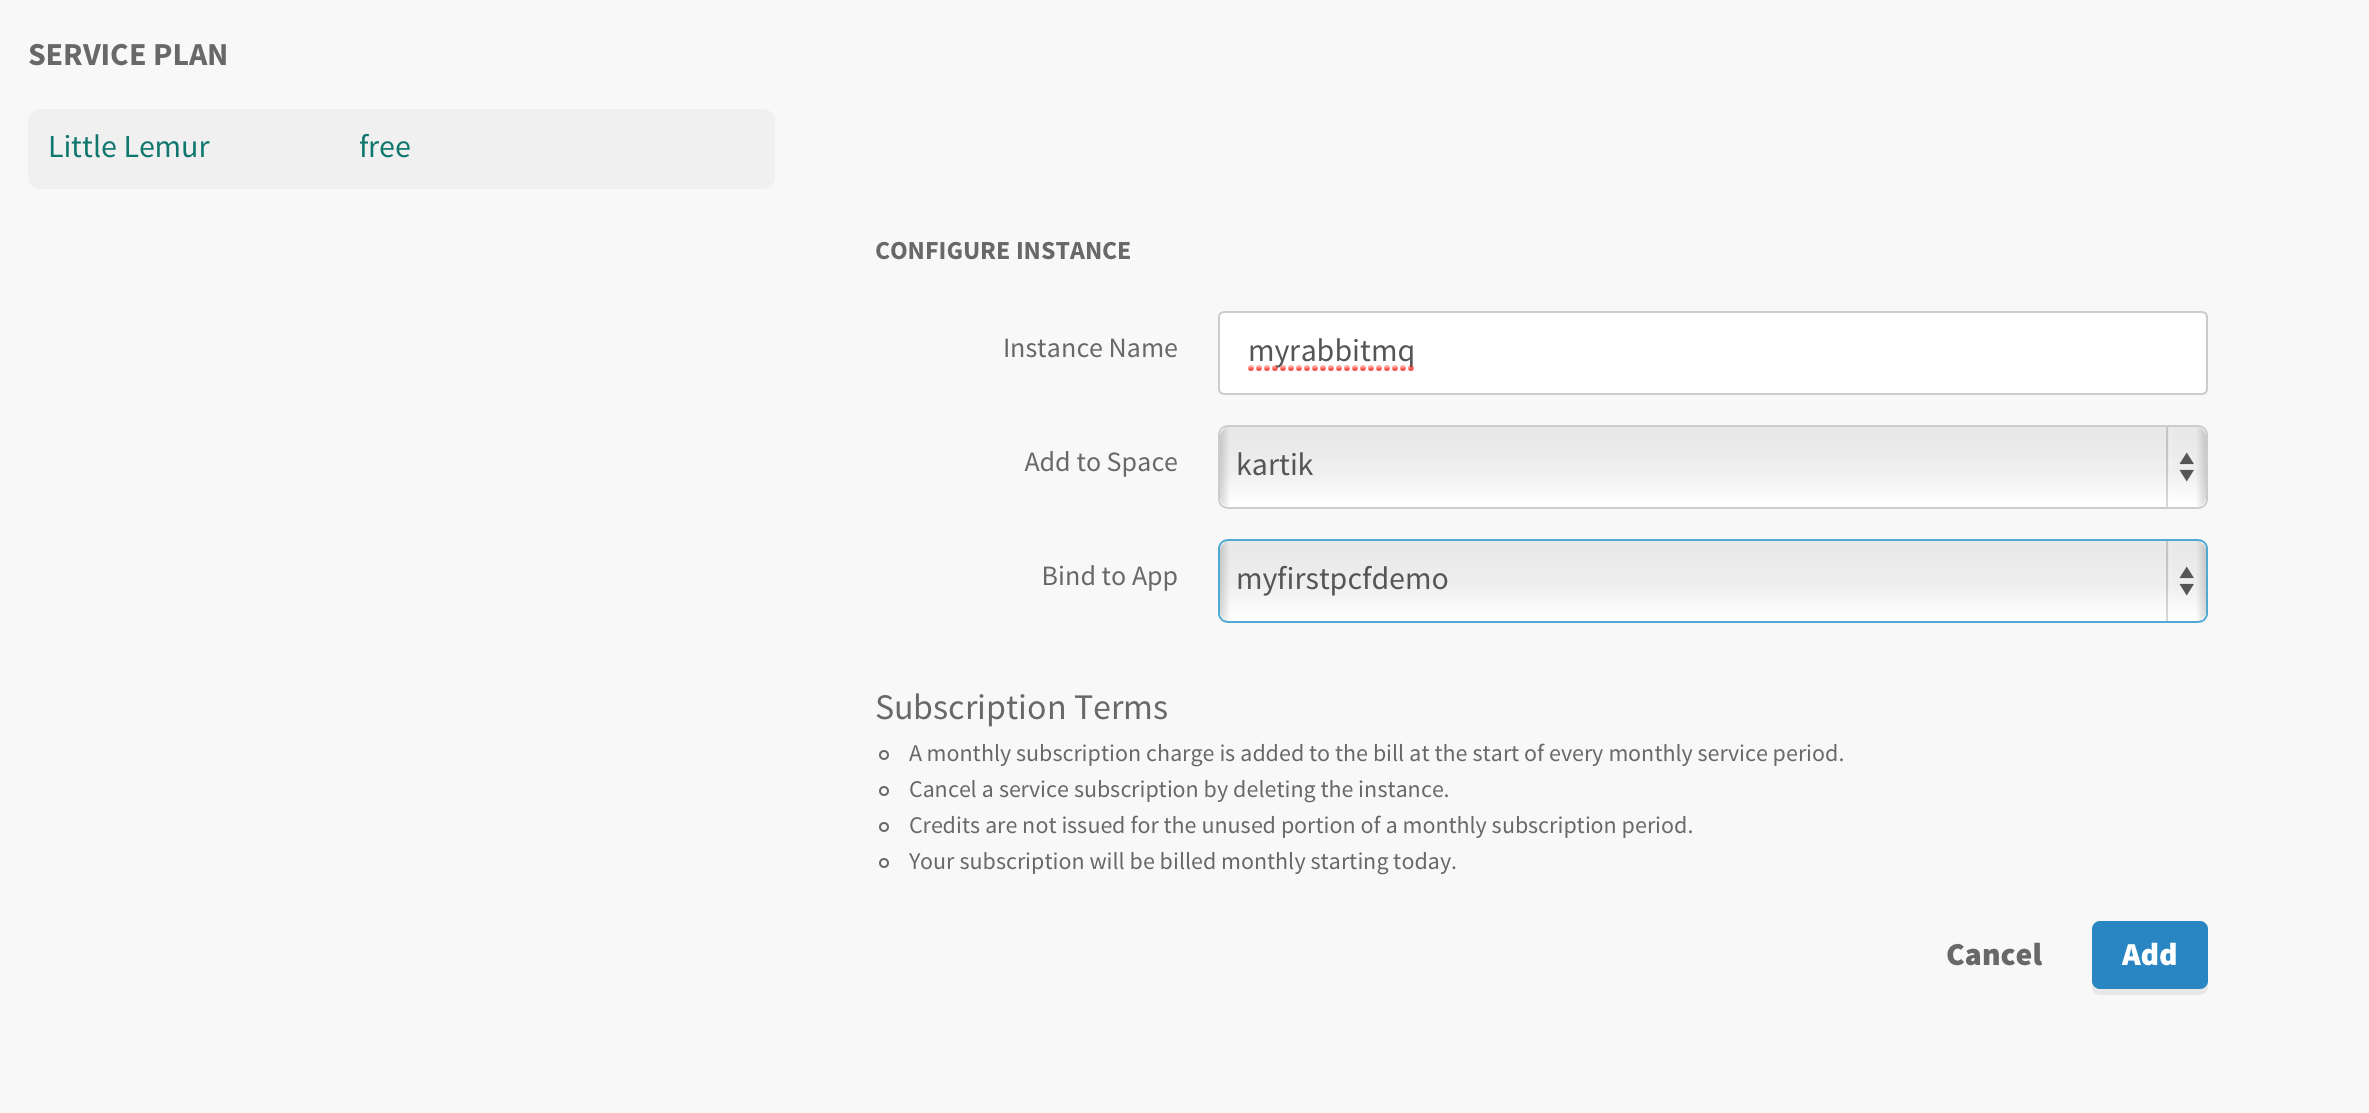 SERVICE PLAN
Little Lemur free
CONFIGURE INSTANCE
Instance Name myrabbitmq
Add to Space kartik
Bind to App myfirstpcfdemo
Subscription Terms
A monthly subscription charge is added to the bill at the start of every monthly service period.
Cancel a service subscription by deleting the instance.
Credits are not issued for the unused portion of a monthly subscription period.
Your subscription will be billed monthly starting today.
Cancel Add